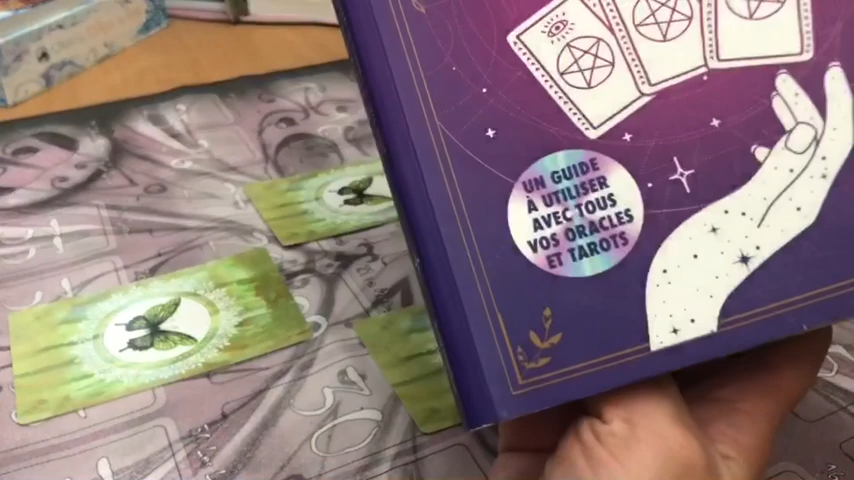 UN GUIDE
À UTILISER
AVEC TOUS
VOS ORACLES
ET TAROTS